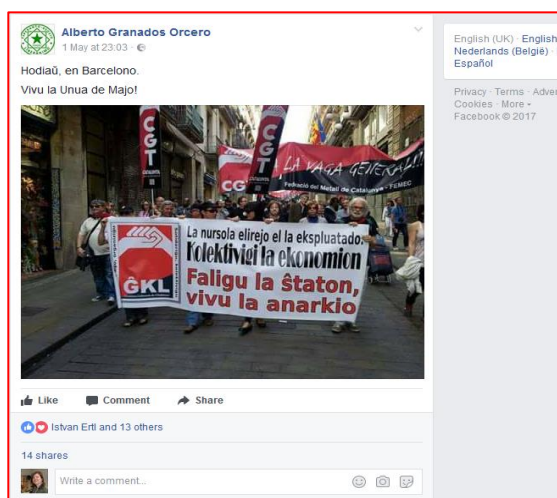 Alberto Granados Orcero
1 May at 23:03
Hodiaŭ, en Barcelono.
Vivu la Unua de Majo!
CGT
CGT
CATALUNYA
CGT
LA VAGA GENERAL!!!
Federació del Metall de Catalunya - FEMEC
La nursola elirejo el la ekspluatado:
Kolektivigi la ekonomion
Faligu la ŝtaton,
vivu la anarkio
ĜKL
Like
Comment
Share
Istvan Ertl and 13 others
14 shares
Write a comment...
English (UK) · English
Nederlands (België) ·
Español
Privacy · Terms · Adver
Cookies · More
Facebook © 2017